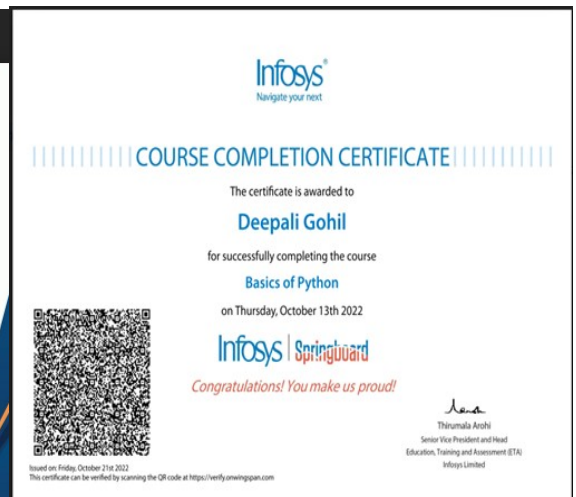 Infosys®
Navigate your next
COURSE COMPLETION CERTIFICATE
The certificate is awarded to
Deepali Gohil
for successfully completing the course
Basics of Python
on Thursday, October 13th 2022
Infosys | Springboard
Congratulations! You make us proud!
Thirumala Arohi
Senior Vice President and Head
Education, Training and Assessment (ETA)
Infosys Limited
Issued on: Friday, October 21st 2022
This certificate can be verified by scanning the QR code at https://verify.onwingspan.com